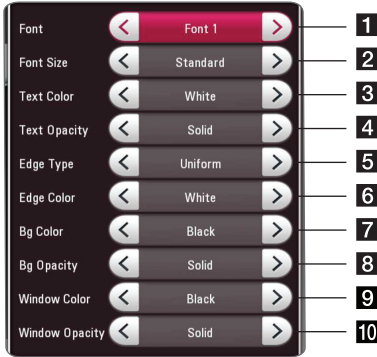 Font < Font 1 > 1
Font Size < Standard > 2
Text Color < White > 3
Text Opacity < Solid > 4
Edge Type < Uniform > 5
Edge Color < White > 6
Bg Color < Black > 7
Bg Opacity < Solid > 8
Window Color < Black > 9
Window Opacity < Solid > 10